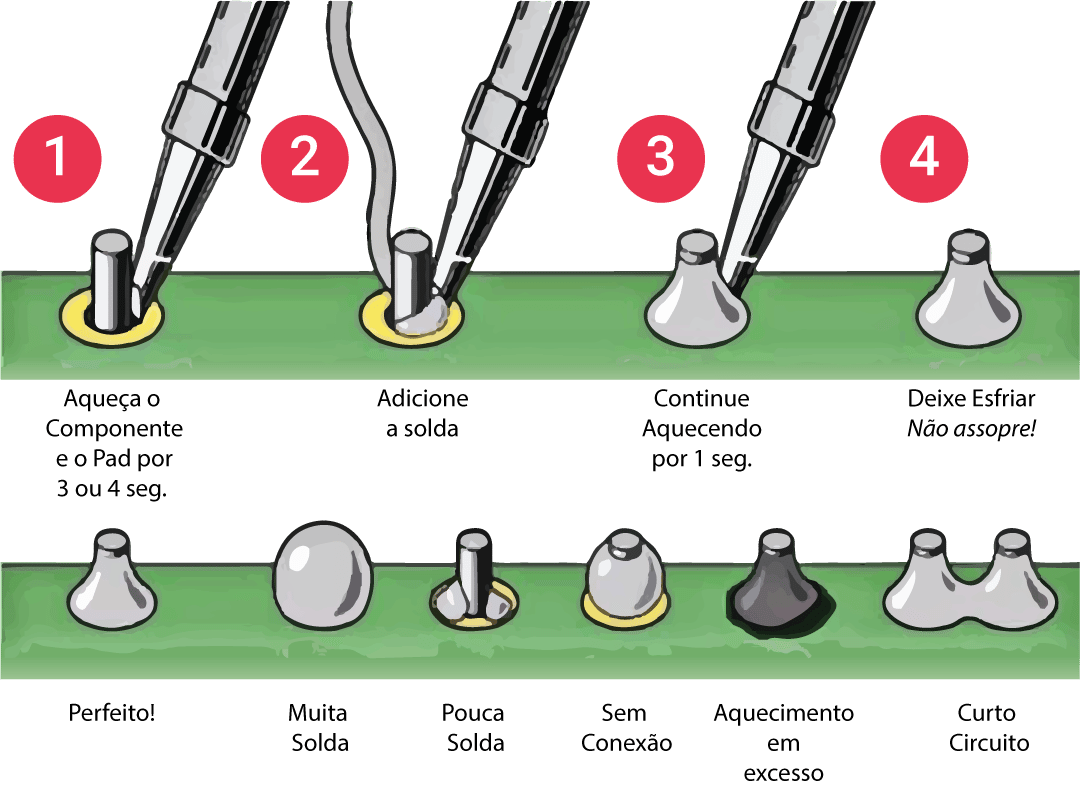 1
2
3
4
Aqueça o
Componente
e o Pad por
3 ou 4 seg.
Adicione
a solda
Continue
Aquecendo
por 1 seg.
Deixe Esfriar
Não assopre!
Perfeito!
Muita
Solda
Pouca
Solda
Sem
Conexão
Aquecimento
em
excesso
Curto
Circuito